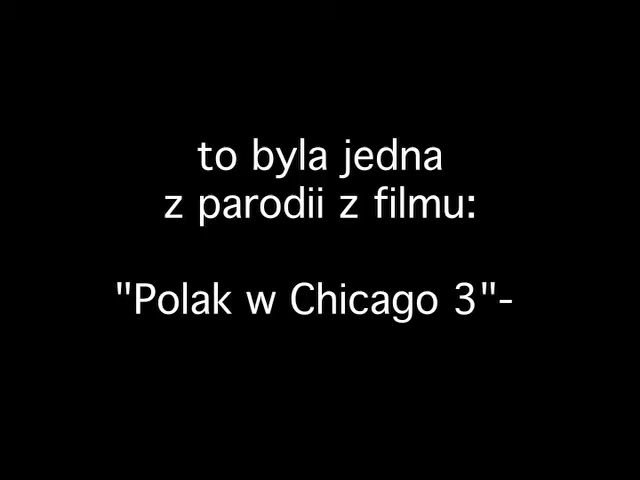 to byla jedna
z parodii z filmu:
"Polak w Chicago 3"-